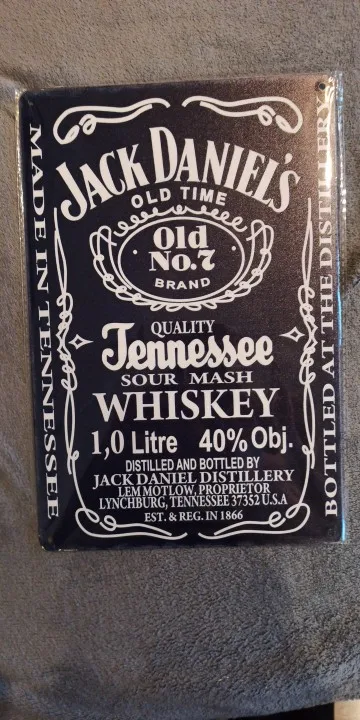 JACK DANIEL'S
OLD TIME
Old
No.7
BRAND
QUALITY
Tennessee
SOUR MASH
WHISKEY
1,0 Litre 40% Obj.
DISTILLED AND BOTTLED BY
JACK DANIEL DISTILLERY
LEM MOTLOW, PROPRIETOR
LYNCHBURG, TENNESSEE 37352 U.S.A
EST. & REG. IN 1866
MADE IN TENNESSEE
BOTTLED AT THE DISTILLERY